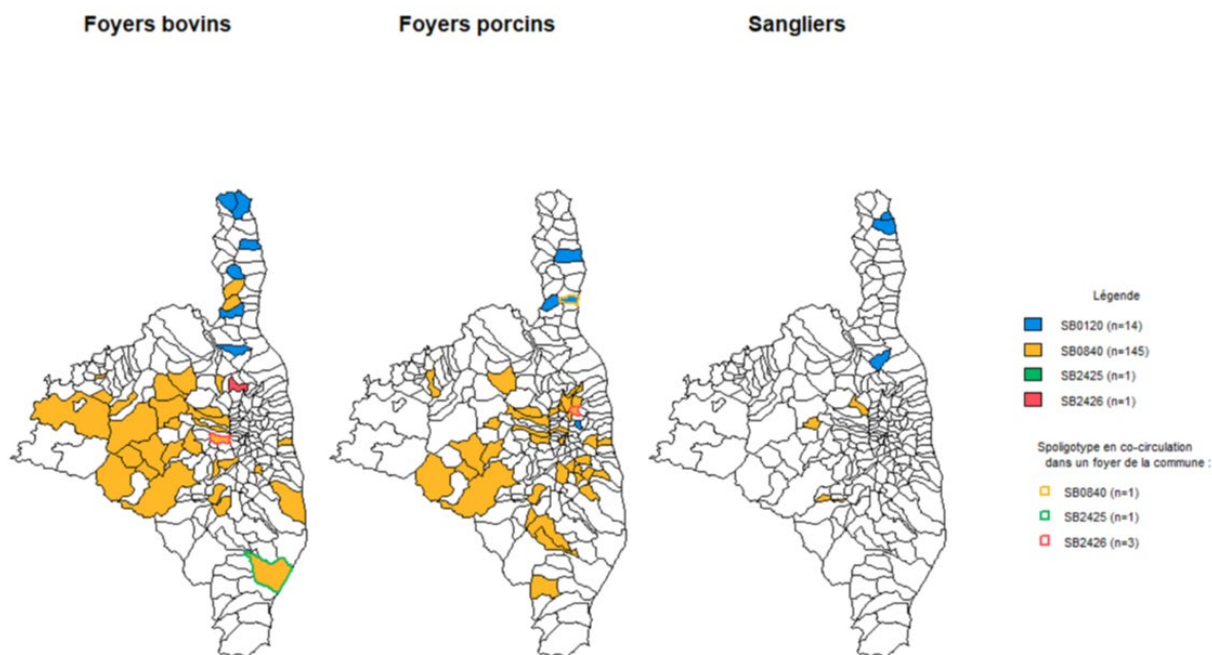 Foyers bovins
Foyers porcins
Sangliers
Légende
SB0120 (n=14)
SB0840 (n=145)
SB2425 (n=1)
SB2426 (n=1)
Spoligotype en co-circulation
dans un foyer de la commune :
SB0840 (n=1)
SB2425 (n=1)
SB2426 (n=3)